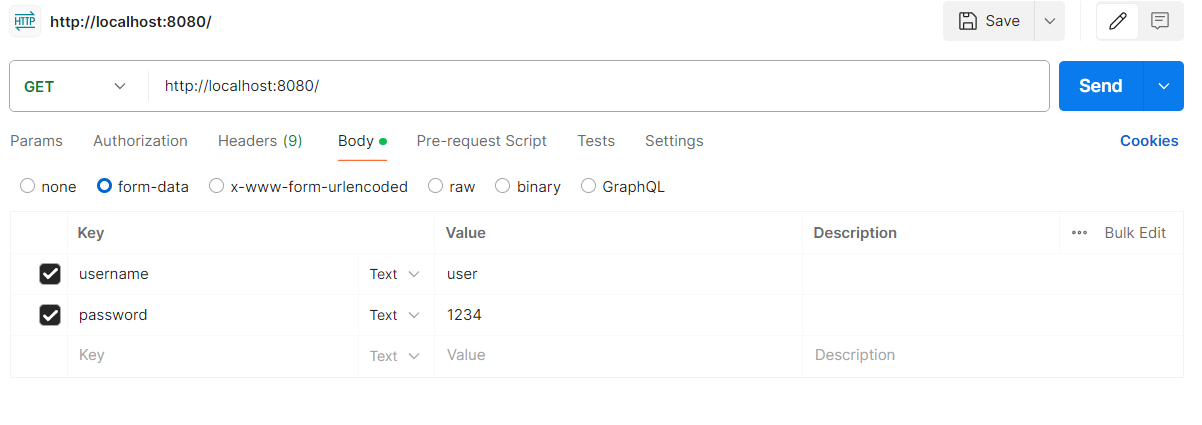 HTTP http://localhost:8080/ Save
GET http://localhost:8080/ Send
Params Authorization Headers (9) Body Pre-request Script Tests Settings Cookies
none form-data x-www-form-urlencoded raw binary GraphQL
Key Value Description Bulk Edit
username Text user
password Text 1234
Key Text Value Description